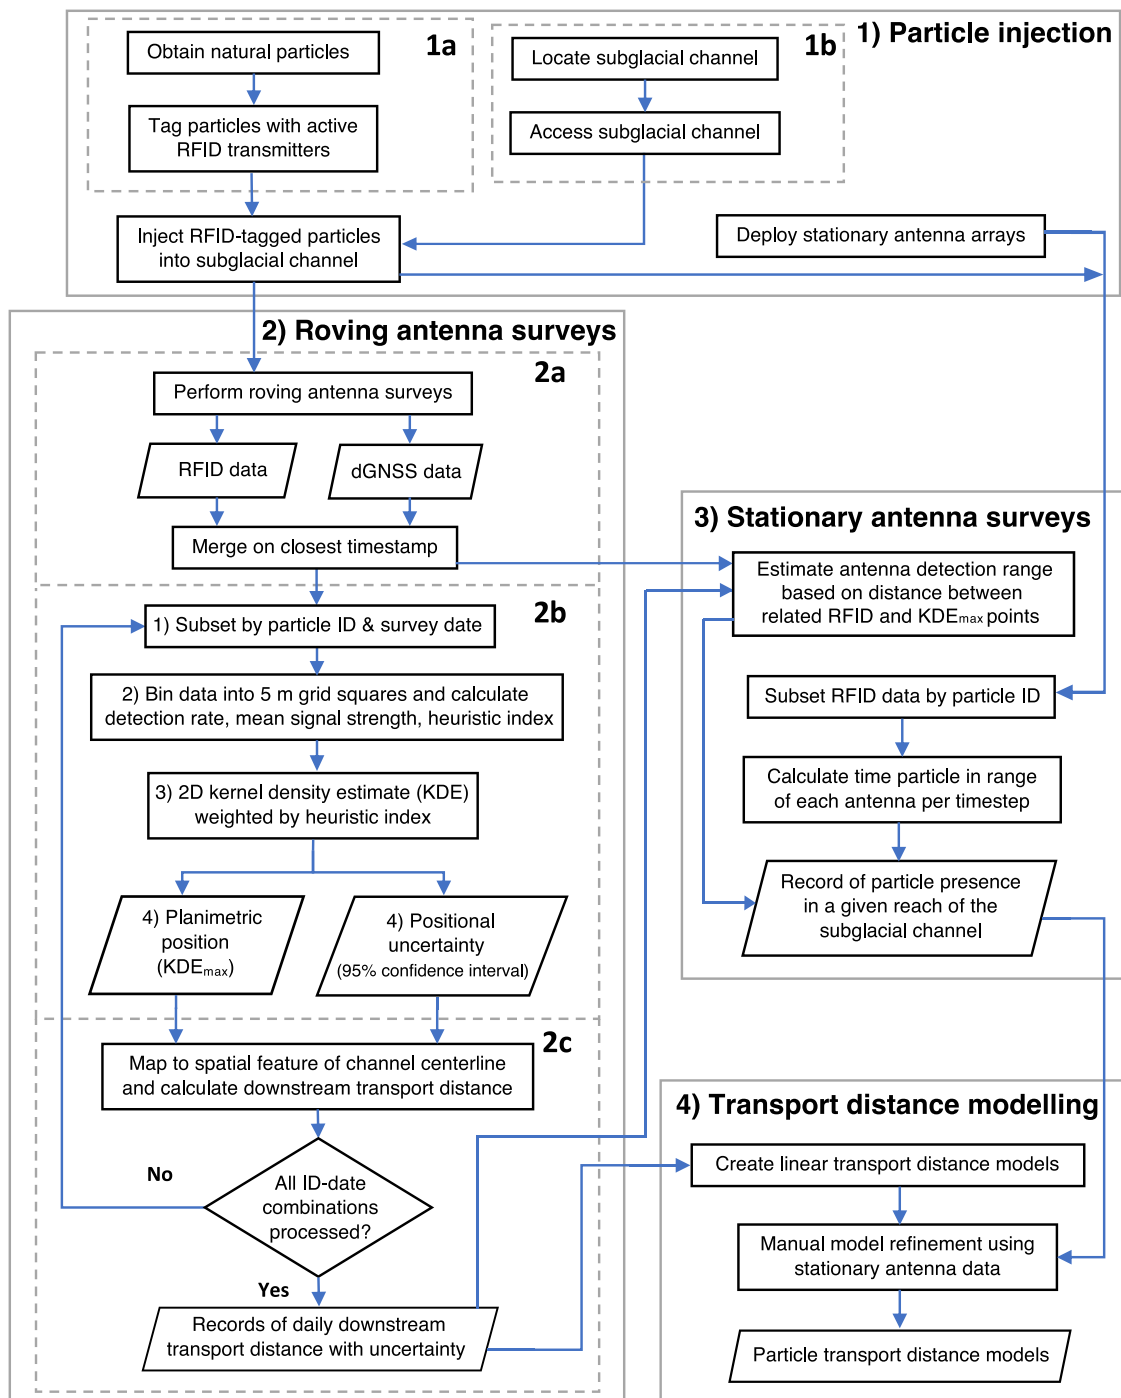 1) Particle injection
1a
Obtain natural particles
Tag particles with active
RFID transmitters
1b
Locate subglacial channel
Access subglacial channel
Inject RFID-tagged particles
into subglacial channel
Deploy stationary antenna arrays
2) Roving antenna surveys
2a
Perform roving antenna surveys
RFID data
dGNSS data
Merge on closest timestamp
2b
1) Subset by particle ID & survey date
2) Bin data into 5 m grid squares and calculate
detection rate, mean signal strength, heuristic index
3) 2D kernel density estimate (KDE)
weighted by heuristic index
4) Planimetric
position
(KDEmax)
4) Positional
uncertainty
(95% confidence interval)
2c
Map to spatial feature of channel centerline
and calculate downstream transport distance
No
All ID-date
combinations
processed?
Yes
Records of daily downstream
transport distance with uncertainty
3) Stationary antenna surveys
Estimate antenna detection range
based on distance between
related RFID and KDEmax points
Subset RFID data by particle ID
Calculate time particle in range
of each antenna per timestep
Record of particle presence
in a given reach of the
subglacial channel
4) Transport distance modelling
Create linear transport distance models
Manual model refinement using
stationary antenna data
Particle transport distance models